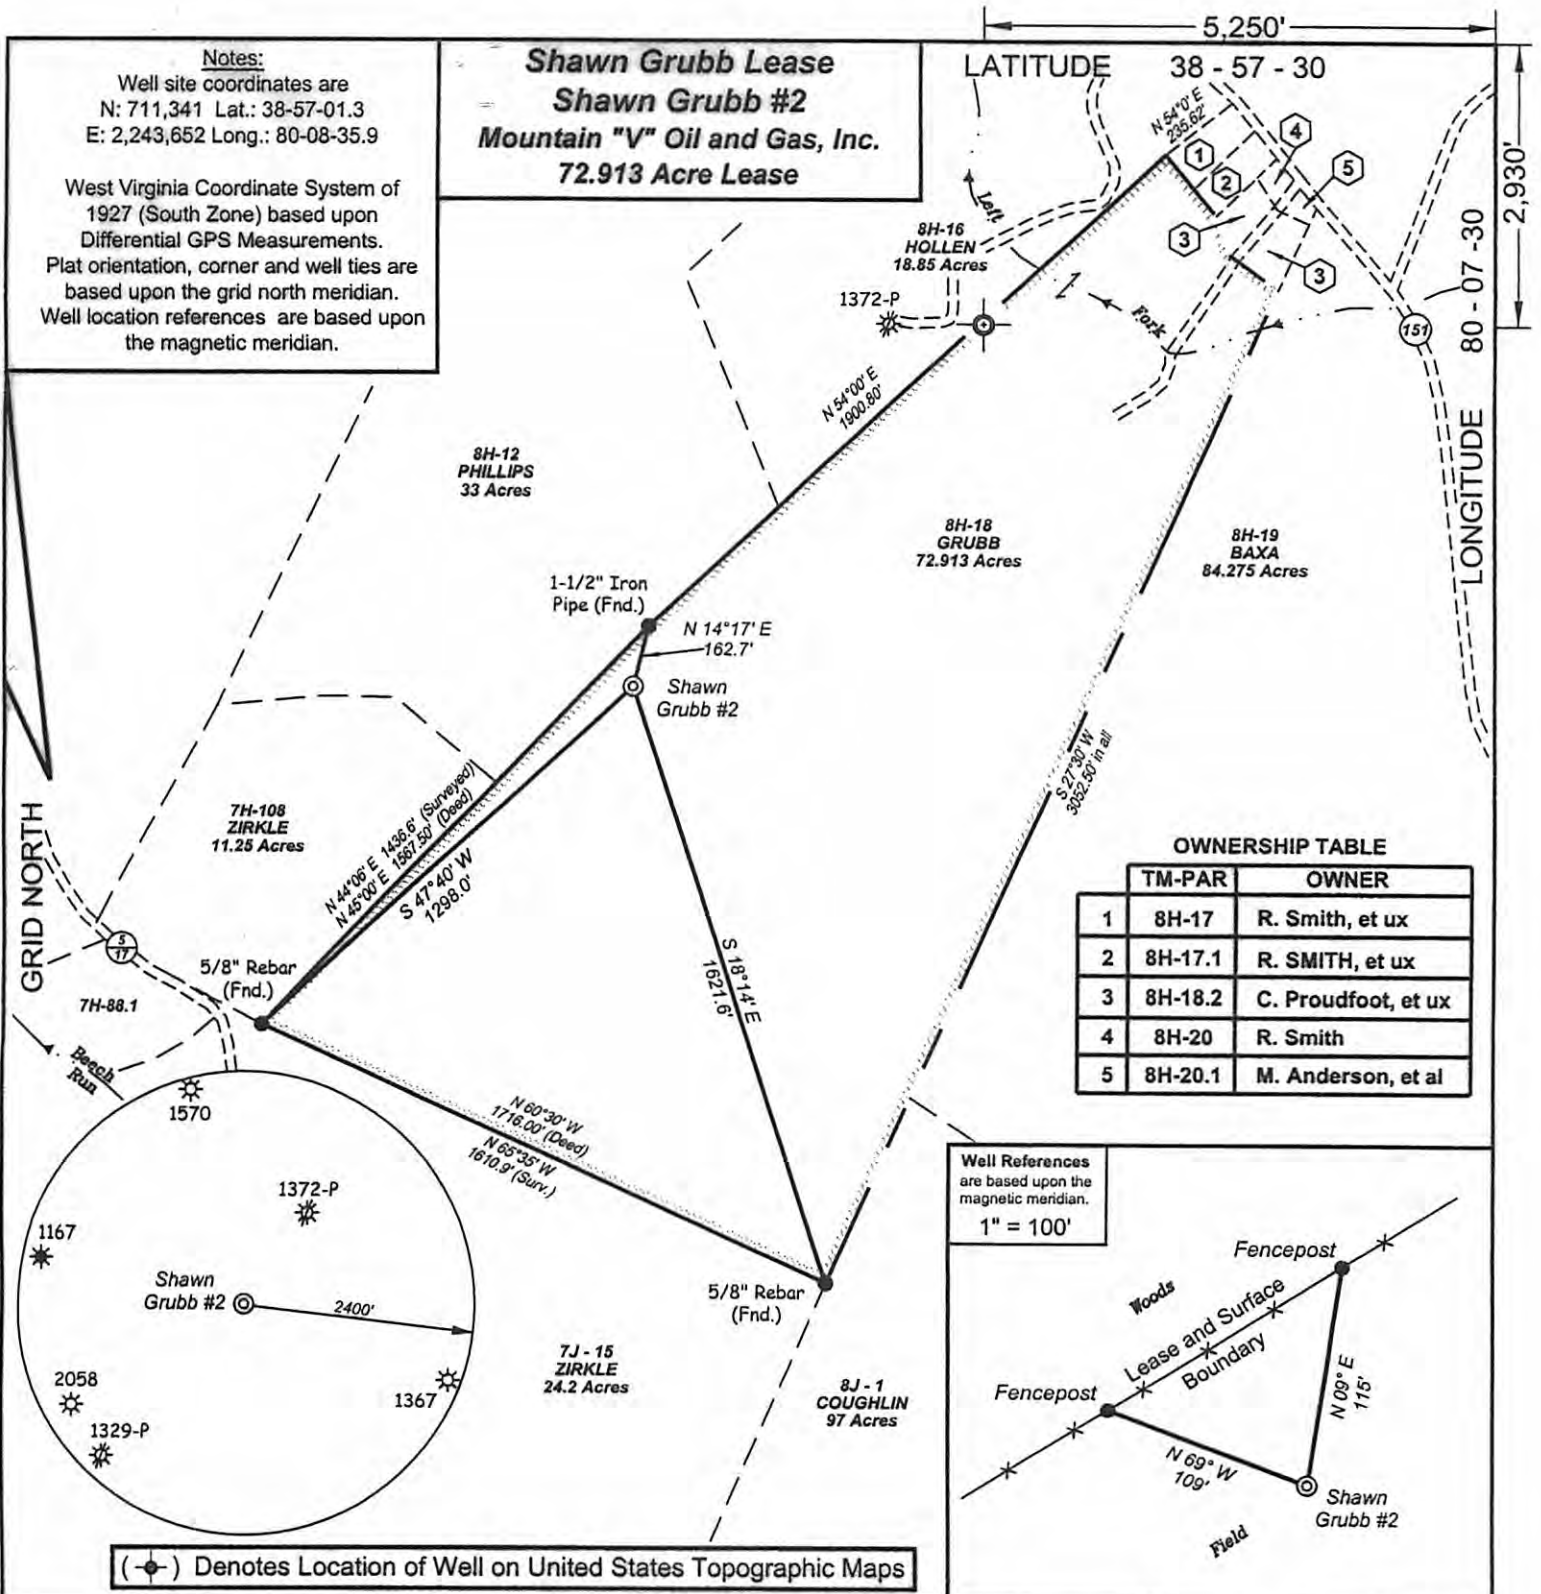 5,250'
Notes:
Well site coordinates are
N: 711,341 Lat.: 38-57-01.3
E: 2,243,652 Long.: 80-08-35.9
West Virginia Coordinate System of
1927 (South Zone) based upon
Differential GPS Measurements.
Plat orientation, corner and well ties are
based upon the grid north meridian.
Well location references are based upon
the magnetic meridian.
Shawn Grubb Lease
Shawn Grubb #2
Mountain "V" Oil and Gas, Inc.
72.913 Acre Lease
LATITUDE 38 - 57 - 30
2,930'
LONGITUDE 80 - 07 - 30
N 54°0' E
235.62'
1
2
3
4
5
3
Left
Fork
151
8H-16
HOLLEN
18.85 Acres
1372-P
N 54°00' E
1900.80'
8H-12
PHILLIPS
33 Acres
8H-18
GRUBB
72.913 Acres
8H-19
BAXA
84.275 Acres
1-1/2" Iron
Pipe (Fnd.)
N 14°17' E
162.7'
Shawn
Grubb #2
S 27°30' W
3052.50' in all
7H-108
ZIRKLE
11.25 Acres
N 44°06' E 1436.6' (Surveyed)
N 45°00' E 1567.50' (Deed)
S 47°40' W
1298.0'
S 18°14' E
1621.6'
GRID NORTH
5
17
5/8" Rebar
(Fnd.)
7H-88.1
Beech
Run
N 60°30' W
1716.00' (Deed)
N 65°35' W
1610.9' (Surv.)
OWNERSHIP TABLE
TM-PAR OWNER
1 8H-17 R. Smith, et ux
2 8H-17.1 R. SMITH, et ux
3 8H-18.2 C. Proudfoot, et ux
4 8H-20 R. Smith
5 8H-20.1 M. Anderson, et al
1570
1372-P
1167
Shawn
Grubb #2
2400'
2058
1329-P
1367
5/8" Rebar
(Fnd.)
7J - 15
ZIRKLE
24.2 Acres
8J - 1
COUGHLIN
97 Acres
Well References
are based upon the
magnetic meridian.
1" = 100'
Fencepost
Woods
Lease and Surface
Boundary
Fencepost
N 09° E
115'
N 69° W
109'
Shawn
Grubb #2
Field
( ) Denotes Location of Well on United States Topographic Maps